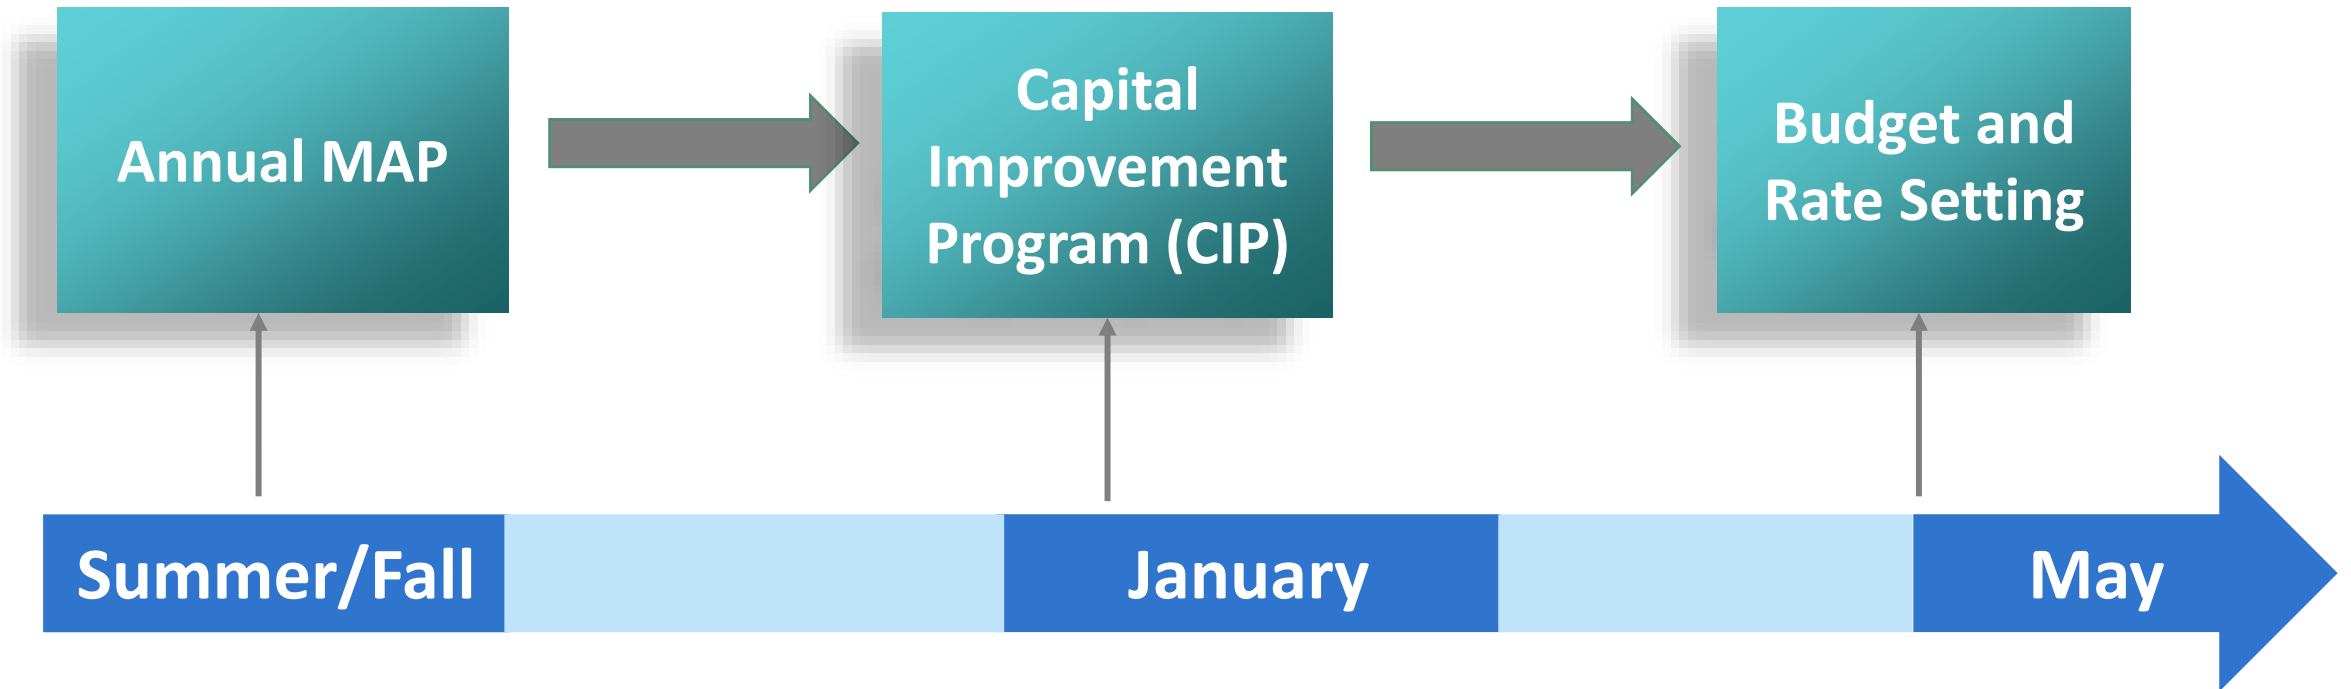 Annual MAP
Capital
Improvement
Program (CIP)
Budget and
Rate Setting
Summer/Fall
January
May